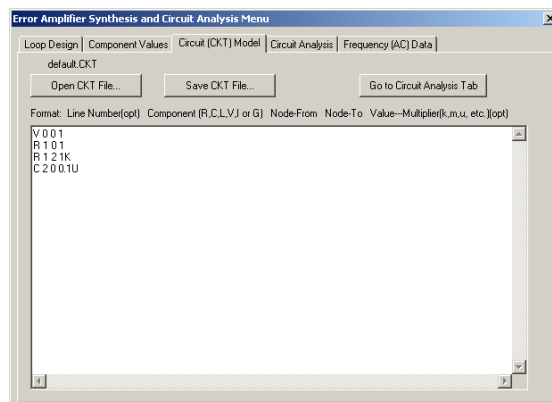 Error Amplifier Synthesis and Circuit Analysis Menu
Loop Design Component Values Circuit (CKT) Model Circuit Analysis Frequency (AC) Data
default.CKT
Open CKT File... Save CKT File... Go to Circuit Analysis Tab
Format: Line Number(opt) Component (R,C,L,V,I or G) Node-From Node-To Value---Multiplier(k,m,u, etc.)(opt)
V 0 0 1
R 1 0 1
R 1 2 1K
C 2 0 0.1U